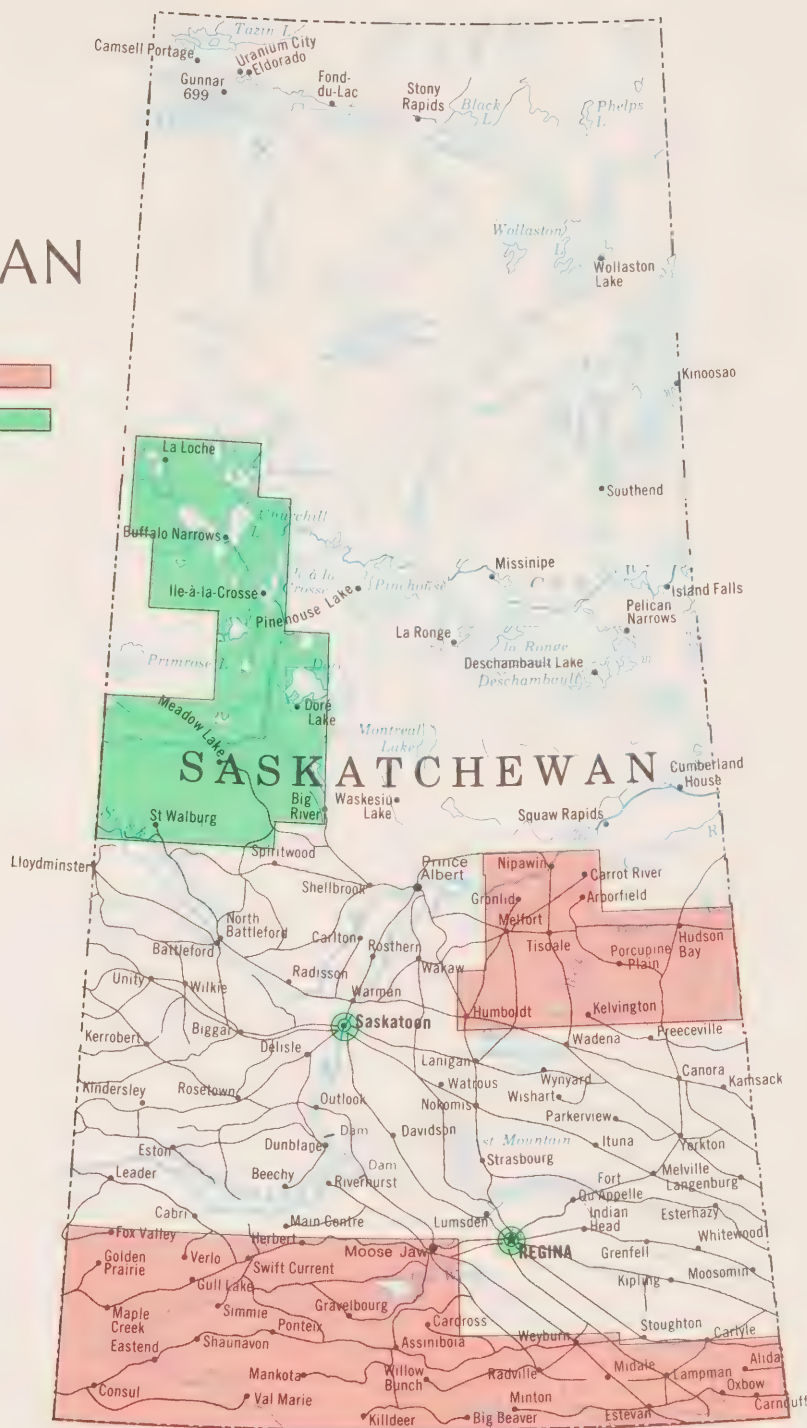 Tazin L
Camsell Portage
Uranium City
Eldorado
Gunnar
699
Fond-
du-Lac
Stony
Rapids
Black
L.
Phelps
L.
Wollaston
L
Wollaston
Lake
AN
Kinoosao
La Loche
Southend
Churchill
L
Buffalo Narrows
Missinipe
Ile à la
Crosse
Ile-à-la-Crosse
Pinehouse
Pinehouse Lake
Island Falls
Pelican
Narrows
La Ronge
la Ronge
Deschambault Lake
Deschambault
Primrose L
Doré
Lake
Meadow Lake
Montreal
Lake
SASKATCHEWAN
Cumberland
House
Big
River
Waskesiu
Lake
St Walburg
Squaw Rapids
R
Lloydminster
Spiritwood
Prince
Albert
Nipawin
Carrot River
Shellbrook
Gronlid
Arborfield
North
Battleford
Melfort
Carlton
Battleford
Rosthern
Tisdale
Hudson
Bay
Porcupine
Plain
Wakaw
Radisson
Unity
Wilkie
Warman
Humboldt
Kelvington
Saskatoon
Biggar
Kerrobert
Delisle
Wadena
Preeceville
Lanigan
Wynyard
Canora
Kamsack
Watrous
Wishart
Kindersley
Rosetown
Outlook
Nokomis
Parkerview
Davidson
Dam
Dunblane
st Mountain
Ituna
Yorkton
Eston
Leader
Beechy
Dam
Riverhurst
Strasbourg
Melville
Langenburg
Fort
Qu'Appelle
Cabri
Main Centre
Lumsden
Indian
Head
Esterhazy
Fox Valley
Herbert
REGINA
Whitewood
Golden
Prairie
Verlo
Moose Jaw
Grenfell
Swift Current
Kipling
Moosomin
Gull Lake
Maple
Creek
Simmie
Gravelbourg
Cardross
Stoughton
Ponteix
Weyburn
Carlyle
Eastend
Shaunavon
Assiniboia
Alida
Mankota
Willow
Bunch
Radville
Midale
Lampman
Consul
Oxbow
Val Marie
Minton
Carnduff
Killdeer
Big Beaver
Estevan